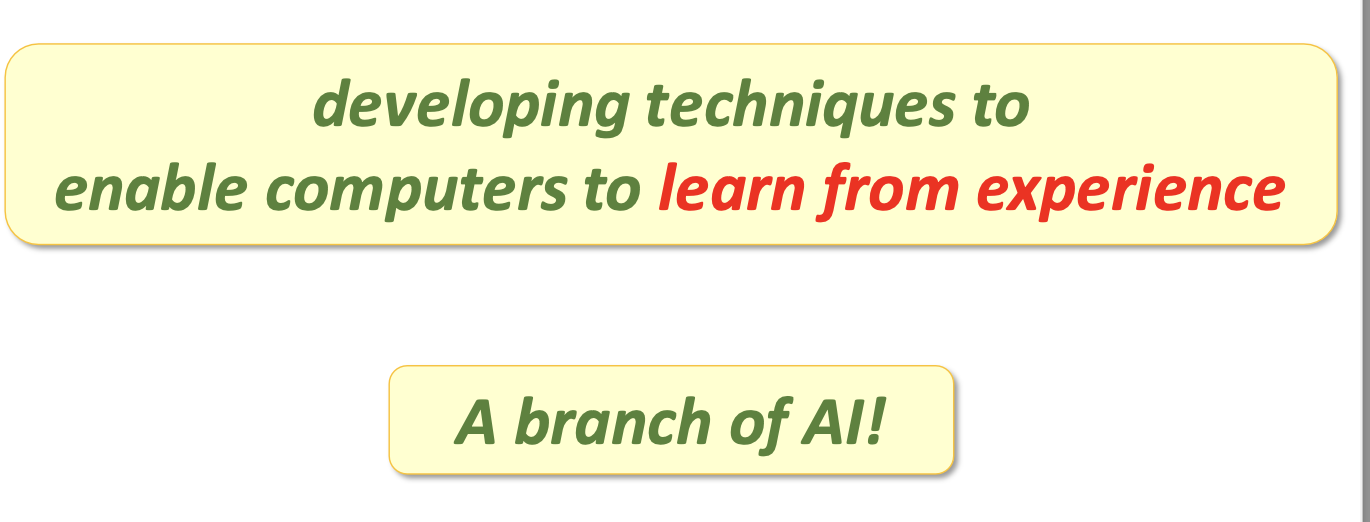 developing techniques to
enable computers to learn from experience
A branch of AI!